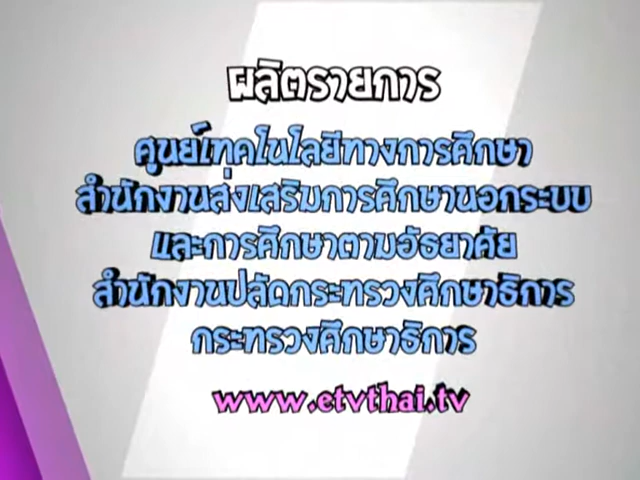 ผลิตรายการ
ศูนย์เทคโนโลยีทางการศึกษา
สำนักงานส่งเสริมการศึกษานอกระบบ
และการศึกษาตามอัธยาศัย
สำนักงานปลัดกระทรวงศึกษาธิการ
กระทรวงศึกษาธิการ
www.etvthai.tv